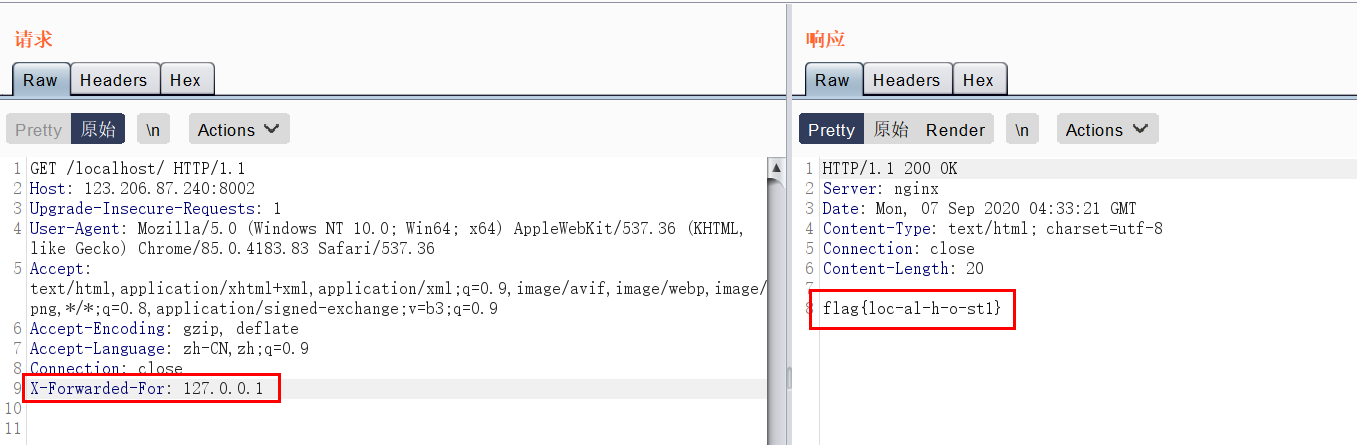 请求
Raw Headers Hex
Pretty 原始 \n Actions
1 GET /localhost/ HTTP/1.1
2 Host: 123.206.87.240:8002
3 Upgrade-Insecure-Requests: 1
4 User-Agent: Mozilla/5.0 (Windows NT 10.0; Win64; x64) AppleWebKit/537.36 (KHTML,
like Gecko) Chrome/85.0.4183.83 Safari/537.36
5 Accept:
text/html,application/xhtml+xml,application/xml;q=0.9,image/avif,image/webp,image/
png,*/*;q=0.8,application/signed-exchange;v=b3;q=0.9
6 Accept-Encoding: gzip, deflate
7 Accept-Language: zh-CN,zh;q=0.9
8 Connection: close
9 X-Forwarded-For: 127.0.0.1
10
11
响应
Raw Headers Hex
Pretty 原始 Render \n Actions
1 HTTP/1.1 200 OK
2 Server: nginx
3 Date: Mon, 07 Sep 2020 04:33:21 GMT
4 Content-Type: text/html; charset=utf-8
5 Connection: close
6 Content-Length: 20
7
8 flag{loc-al-h-o-st1}